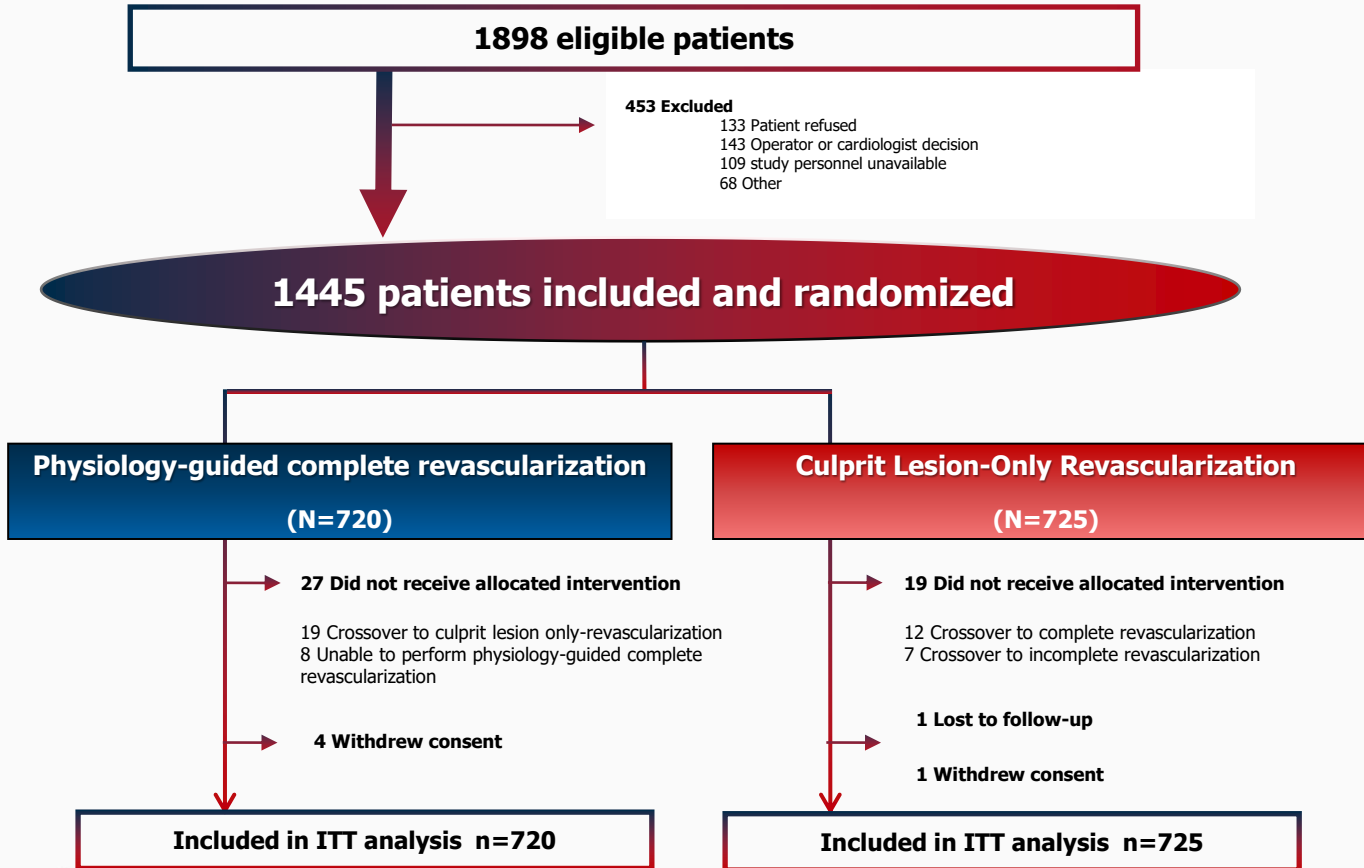 1898 eligible patients
453 Excluded
133 Patient refused
143 Operator or cardiologist decision
109 study personnel unavailable
68 Other
1445 patients included and randomized
Physiology-guided complete revascularization
(N=720)
27 Did not receive allocated intervention
19 Crossover to culprit lesion only-revascularization
8 Unable to perform physiology-guided complete
revascularization
4 Withdrew consent
Included in ITT analysis n=720
Culprit Lesion-Only Revascularization
(N=725)
19 Did not receive allocated intervention
12 Crossover to complete revascularization
7 Crossover to incomplete revascularization
1 Lost to follow-up
1 Withdrew consent
Included in ITT analysis n=725